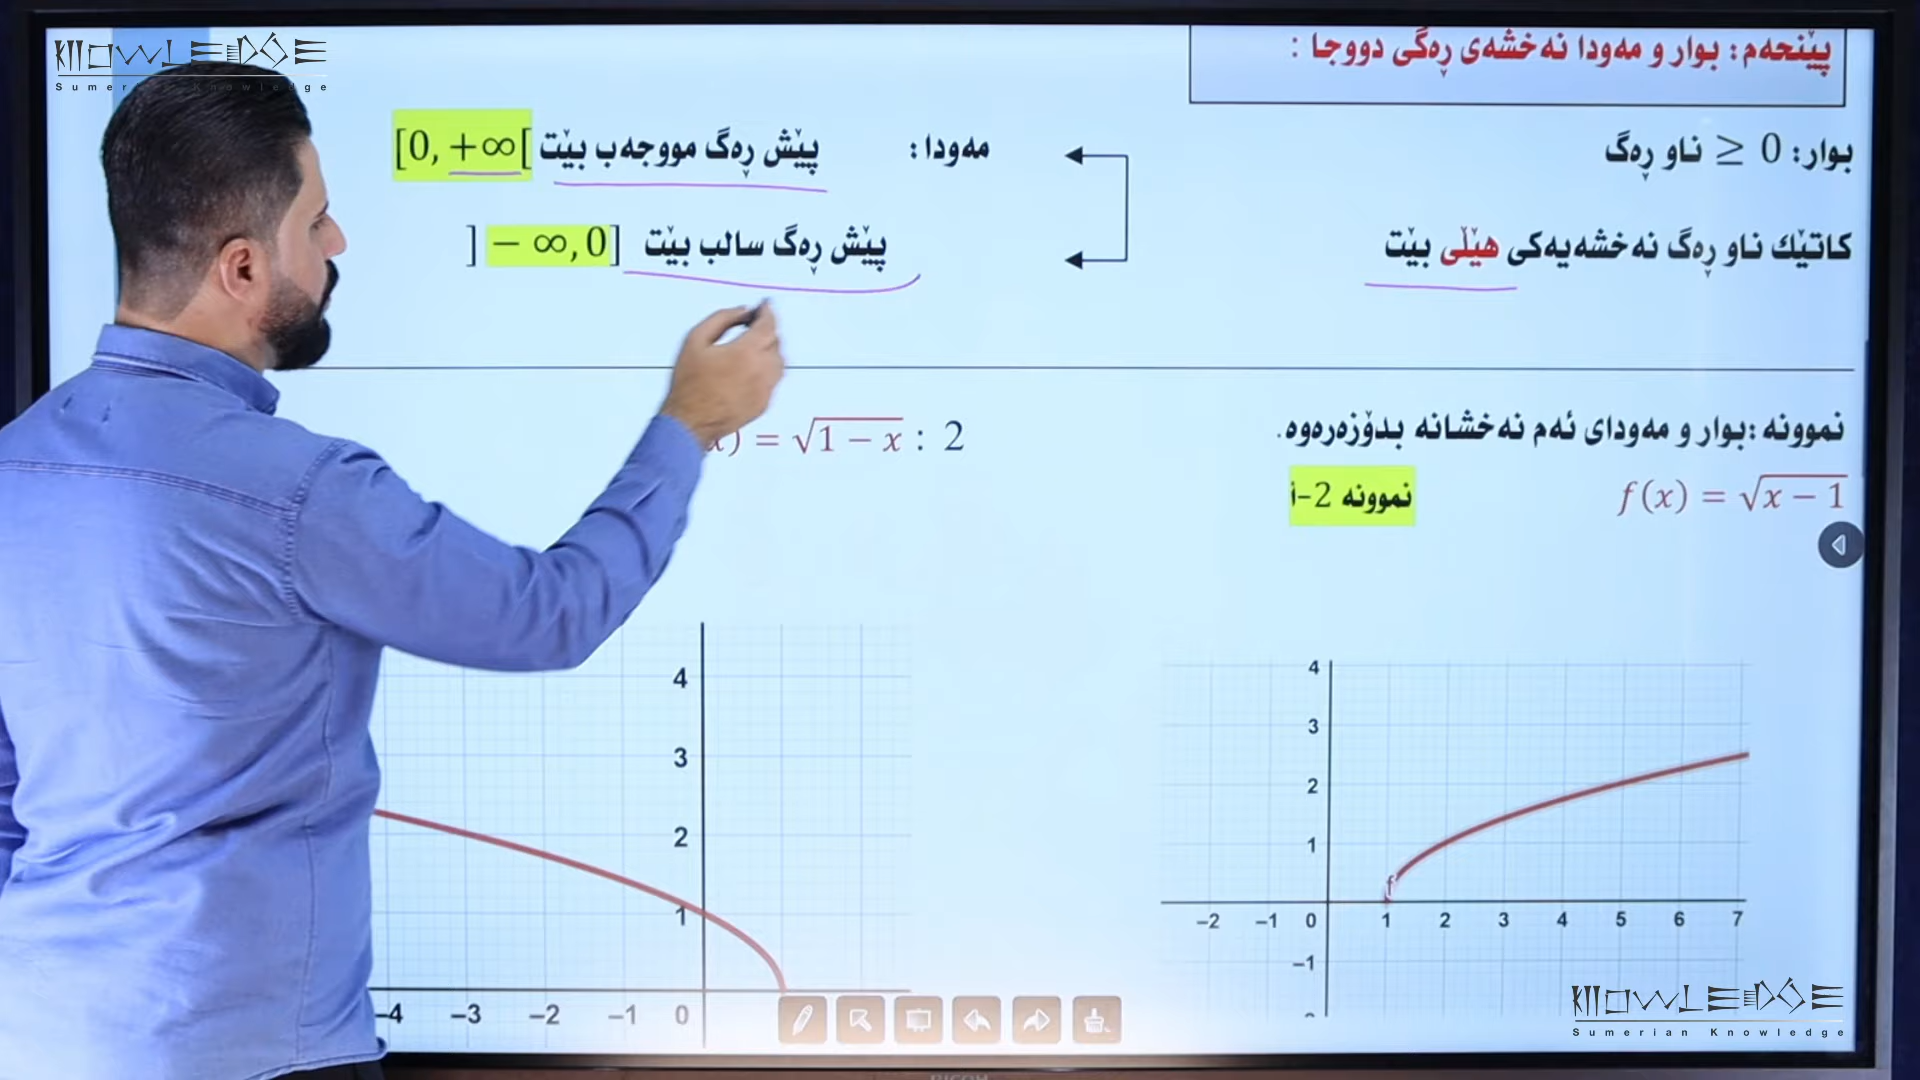 KNOWLEDGE
Sumerian Knowledge
پێنجەم: بوار و مەودا نەخشەی ڕەگی دووجا :
بوار: ناو ڕەگ ≥ 0
مەودا : پێش ڕەگ مووجەب بێت [0, +∞[
کاتێك ناو ڕەگ نەخشەیەکی هێڵی بێت
پێش ڕەگ سالب بێت ]− ∞, 0]
نموونە :بوار و مەودای ئەم نەخشانە بدۆزەرەوە.
f(x) = √x − 1
نموونە 2-أ
x) = √1 − x : 2
4
3
2
1
−4 −3 −2 −1 0
4
3
2
1
f
−2 −1 0 1 2 3 4 5 6 7
−1
KNOWLEDGE
Sumerian Knowledge
RICOH